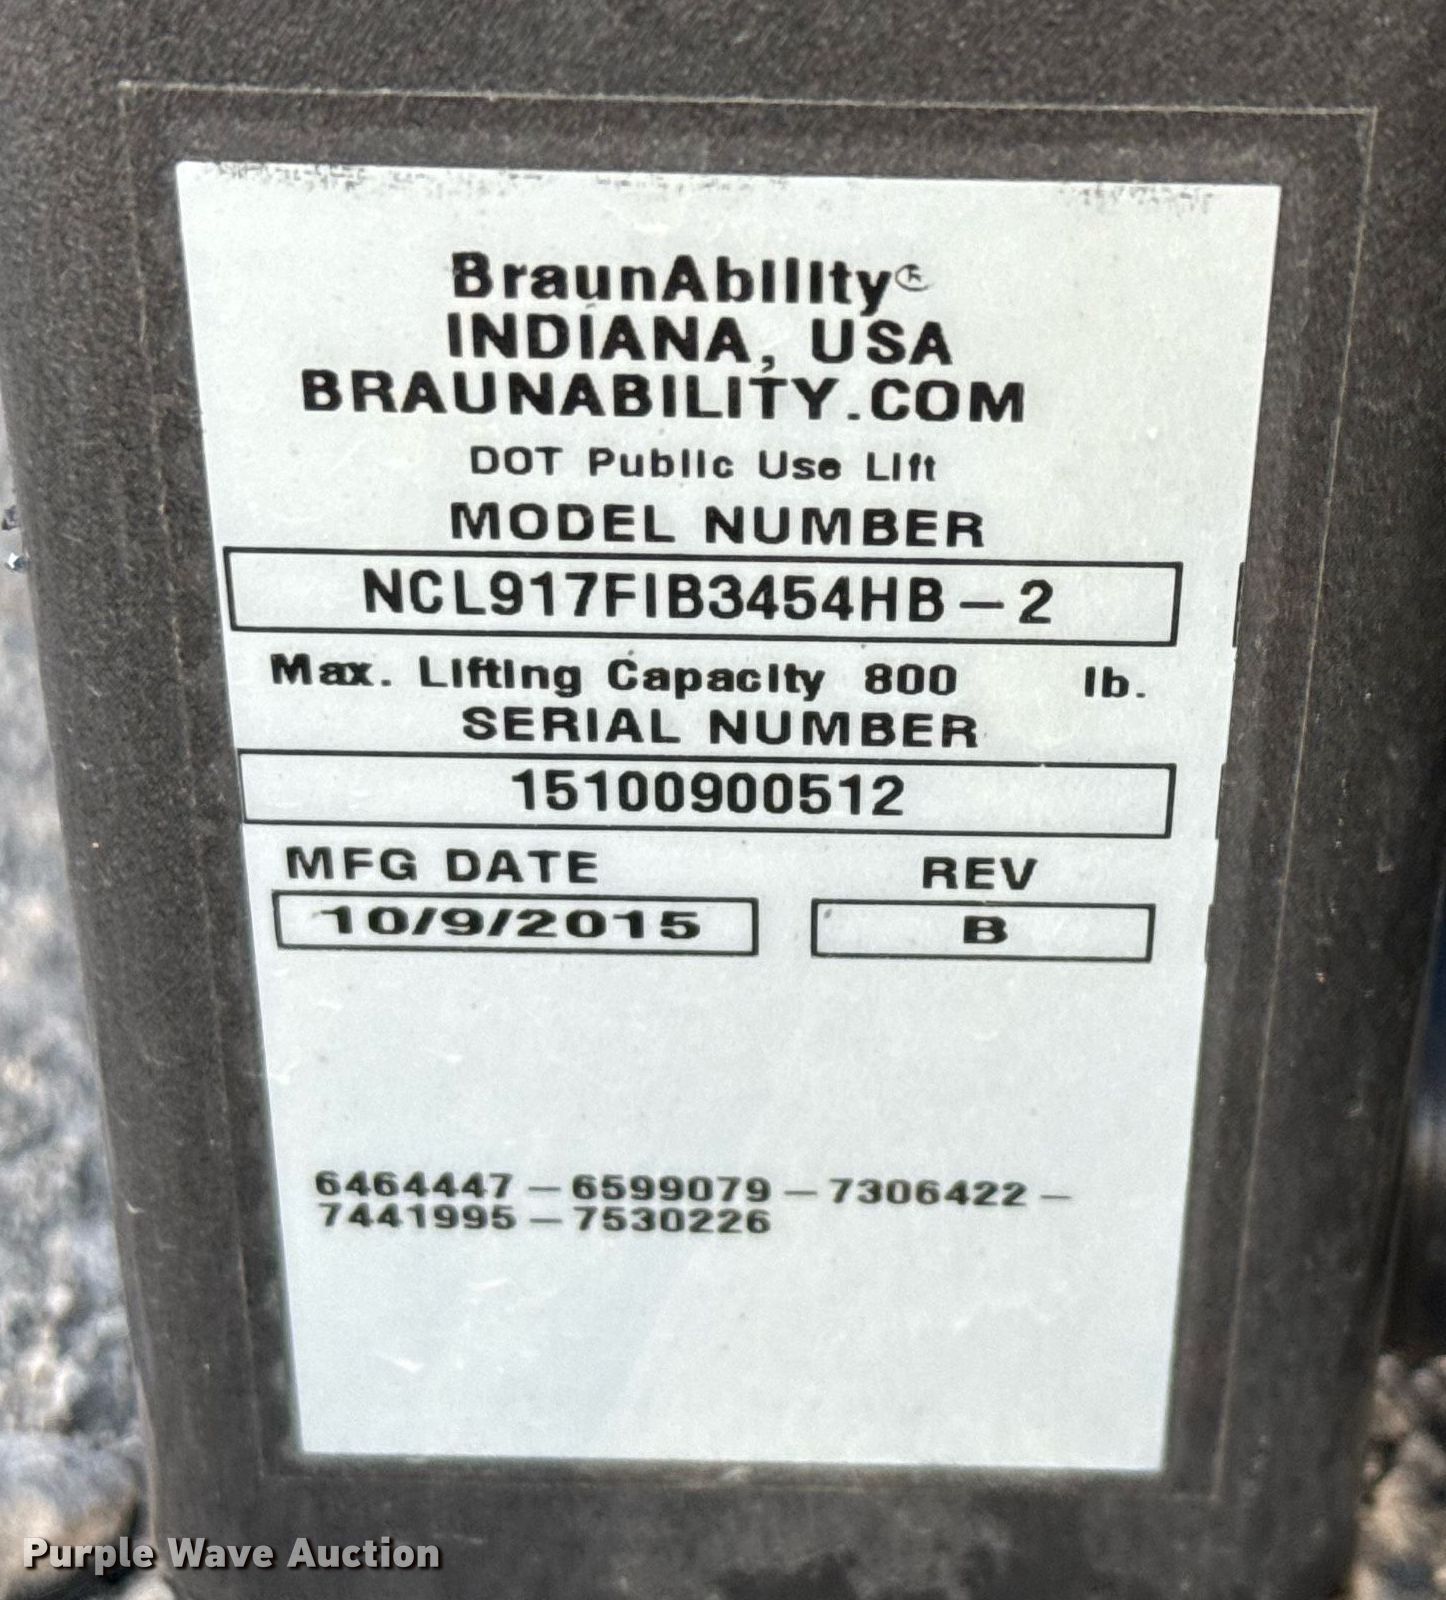 BraunAbility®
INDIANA, USA
BRAUNABILITY.COM
DOT Public Use Lift
MODEL NUMBER
NCL917FIB3454HB-2
Max. Lifting Capacity 800 lb.
SERIAL NUMBER
15100900512
MFG DATE REV
10/9/2015 B
6464447-6599079-7306422-
7441995-7530226
Purple Wave Auction